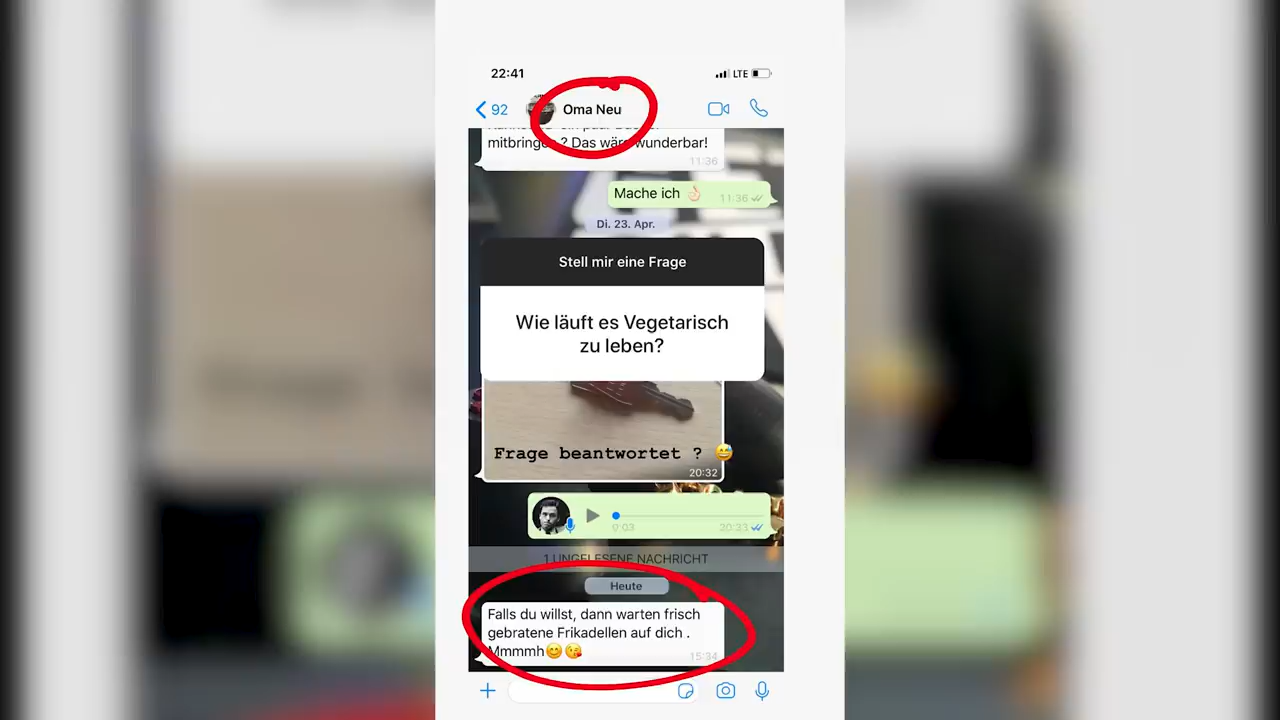 22:41
LTE
92
Oma Neu
mitbringen ? Das wäre wunderbar!
11:36
Mache ich 👌🏻
11:36
Di. 23. Apr.
Stell mir eine Frage
Wie läuft es Vegetarisch
zu leben?
Frage beantwortet ? 😅
20:32
0:03
20:33
1 UNGELESENE NACHRICHT
Heute
Falls du willst, dann warten frisch
gebratene Frikadellen auf dich .
Mmmmh😊😘
15:34